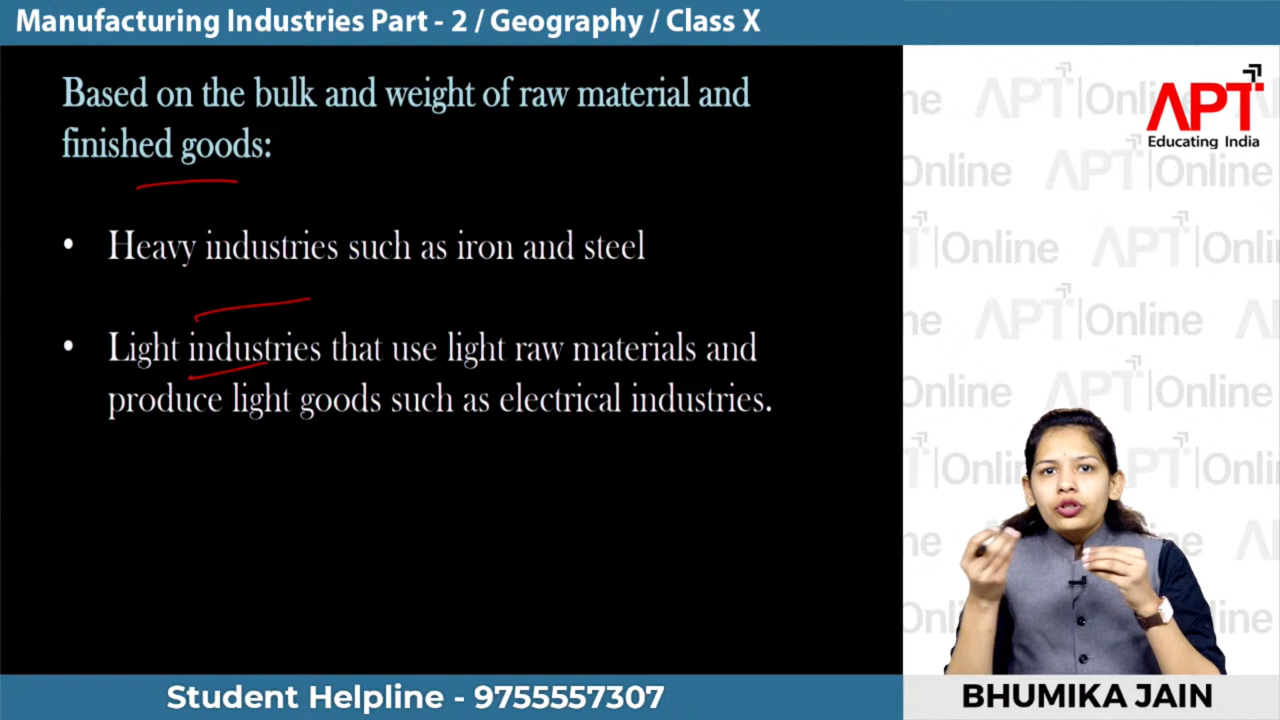 Manufacturing Industries Part - 2 / Geography / Class X
Based on the bulk and weight of raw material and
finished goods:
• Heavy industries such as iron and steel
• Light industries that use light raw materials and
produce light goods such as electrical industries.
APT
Educating India
Student Helpline - 9755557307
BHUMIKA JAIN